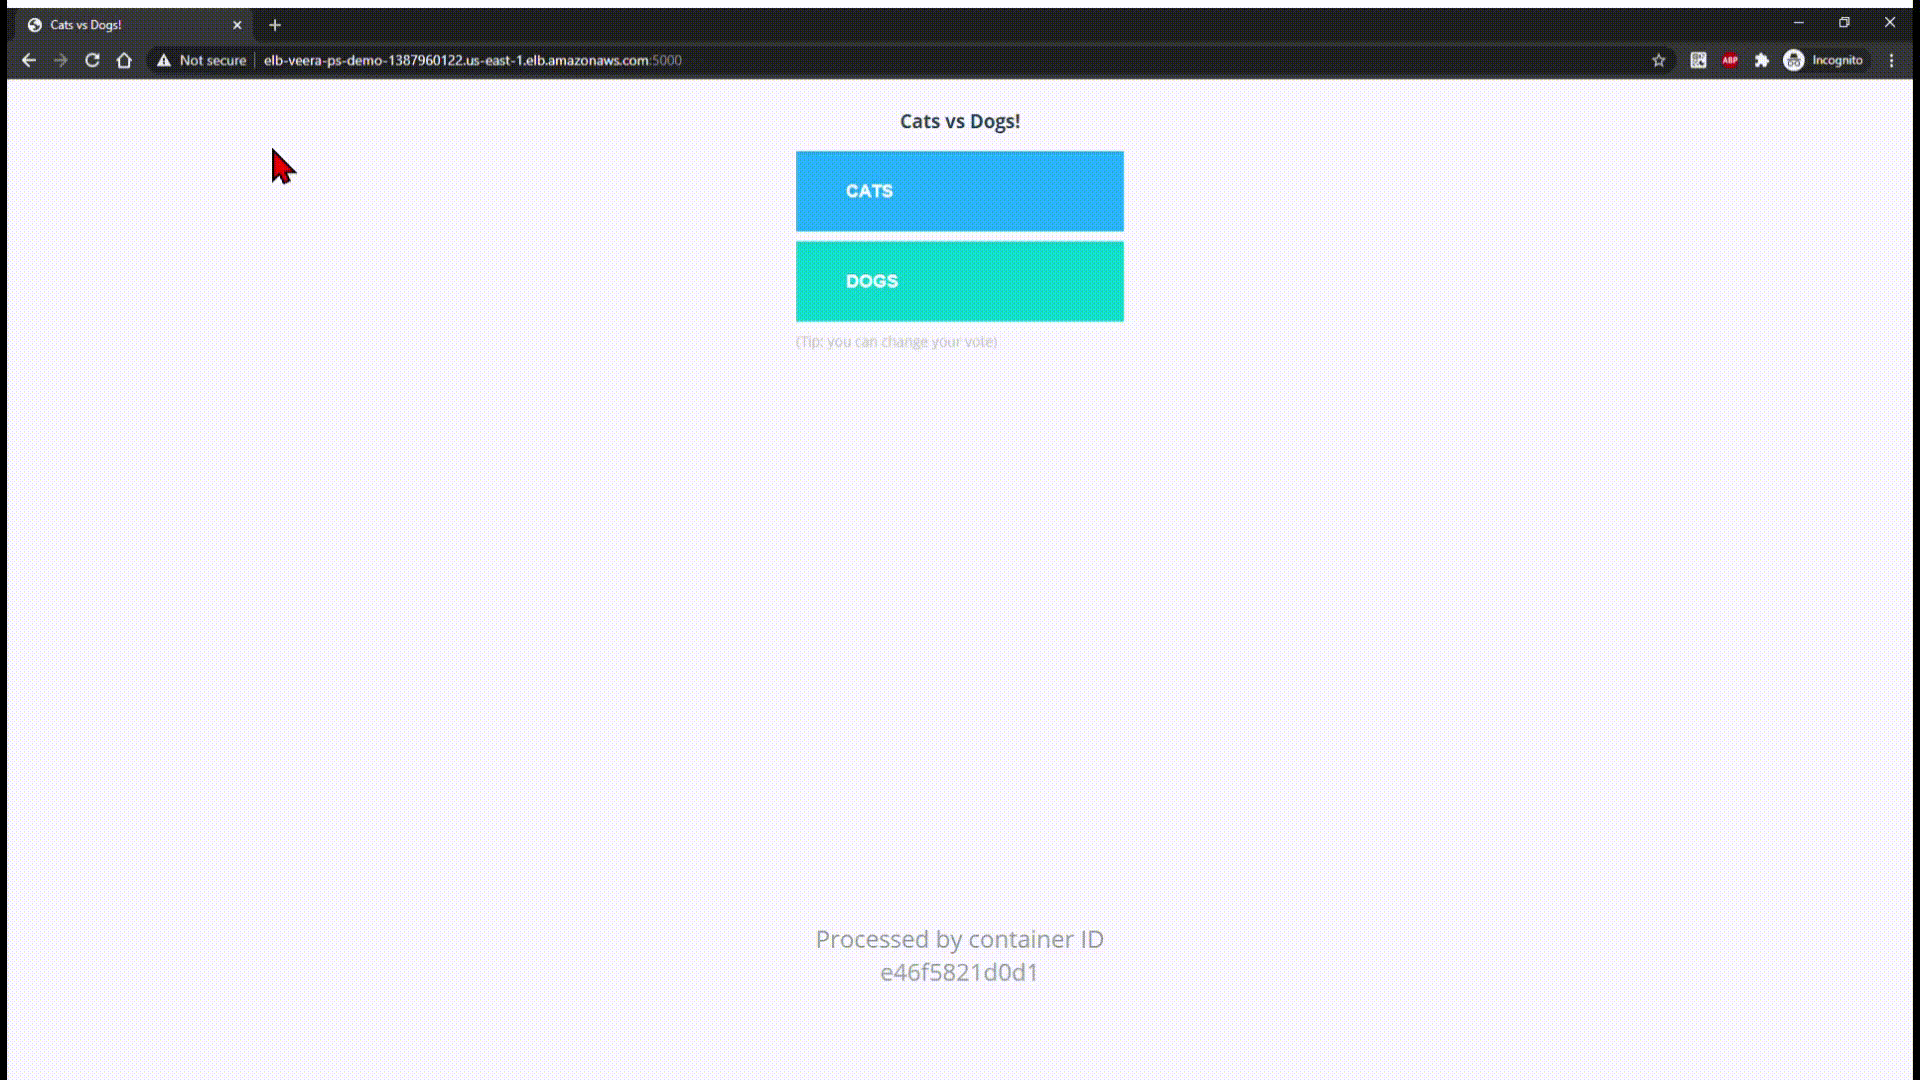 Cats vs Dogs!
Not secure
elb-veera-ps-demo-1387960122.us-east-1.elb.amazonaws.com:5000
ABP
Incognito
Cats vs Dogs!
CATS
DOGS
(Tip: you can change your vote)
Processed by container ID
e46f5821d0d1